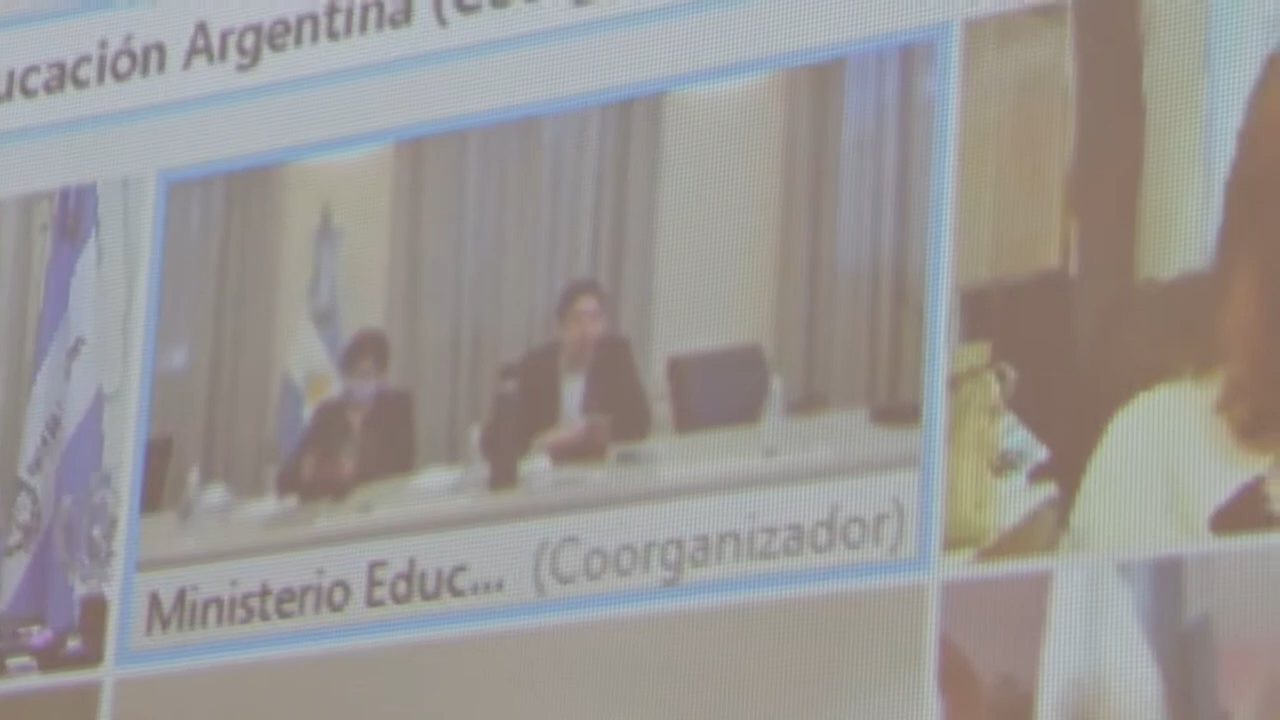 ucación Argentina (
Ministerio Educ... (Coorganizador)